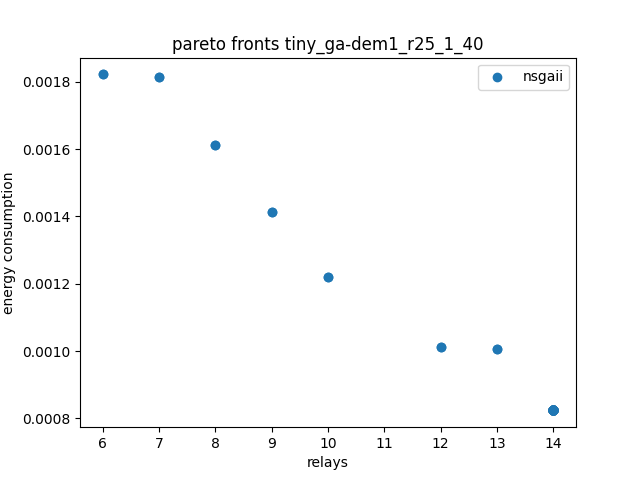 pareto fronts tiny_ga-dem1_r25_1_40
nsgaii
0.0018
0.0016
0.0014
0.0012
0.0010
0.0008
energy consumption
6 7 8 9 10 11 12 13 14
relays